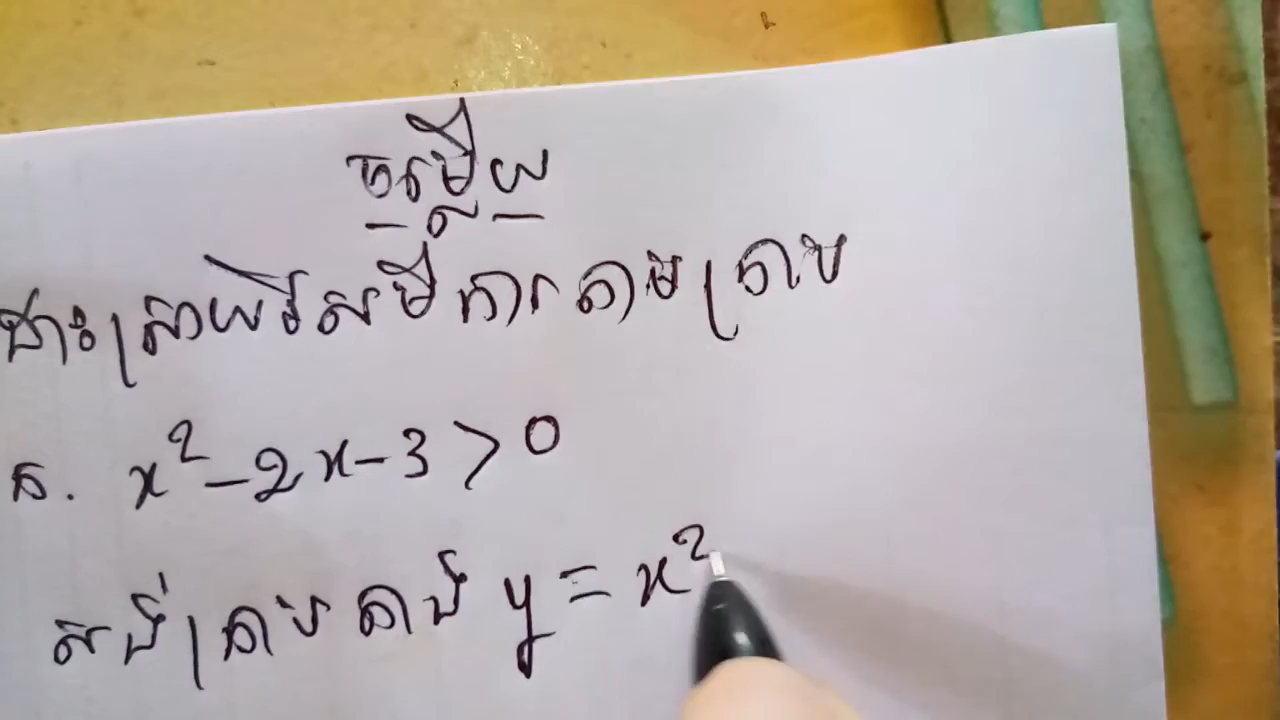 ចម្លើយ
ដោះស្រាយវិសមីការតាមក្រាប
ក. x² - 2x - 3 > 0
សង់ក្រាបតាង y = x²